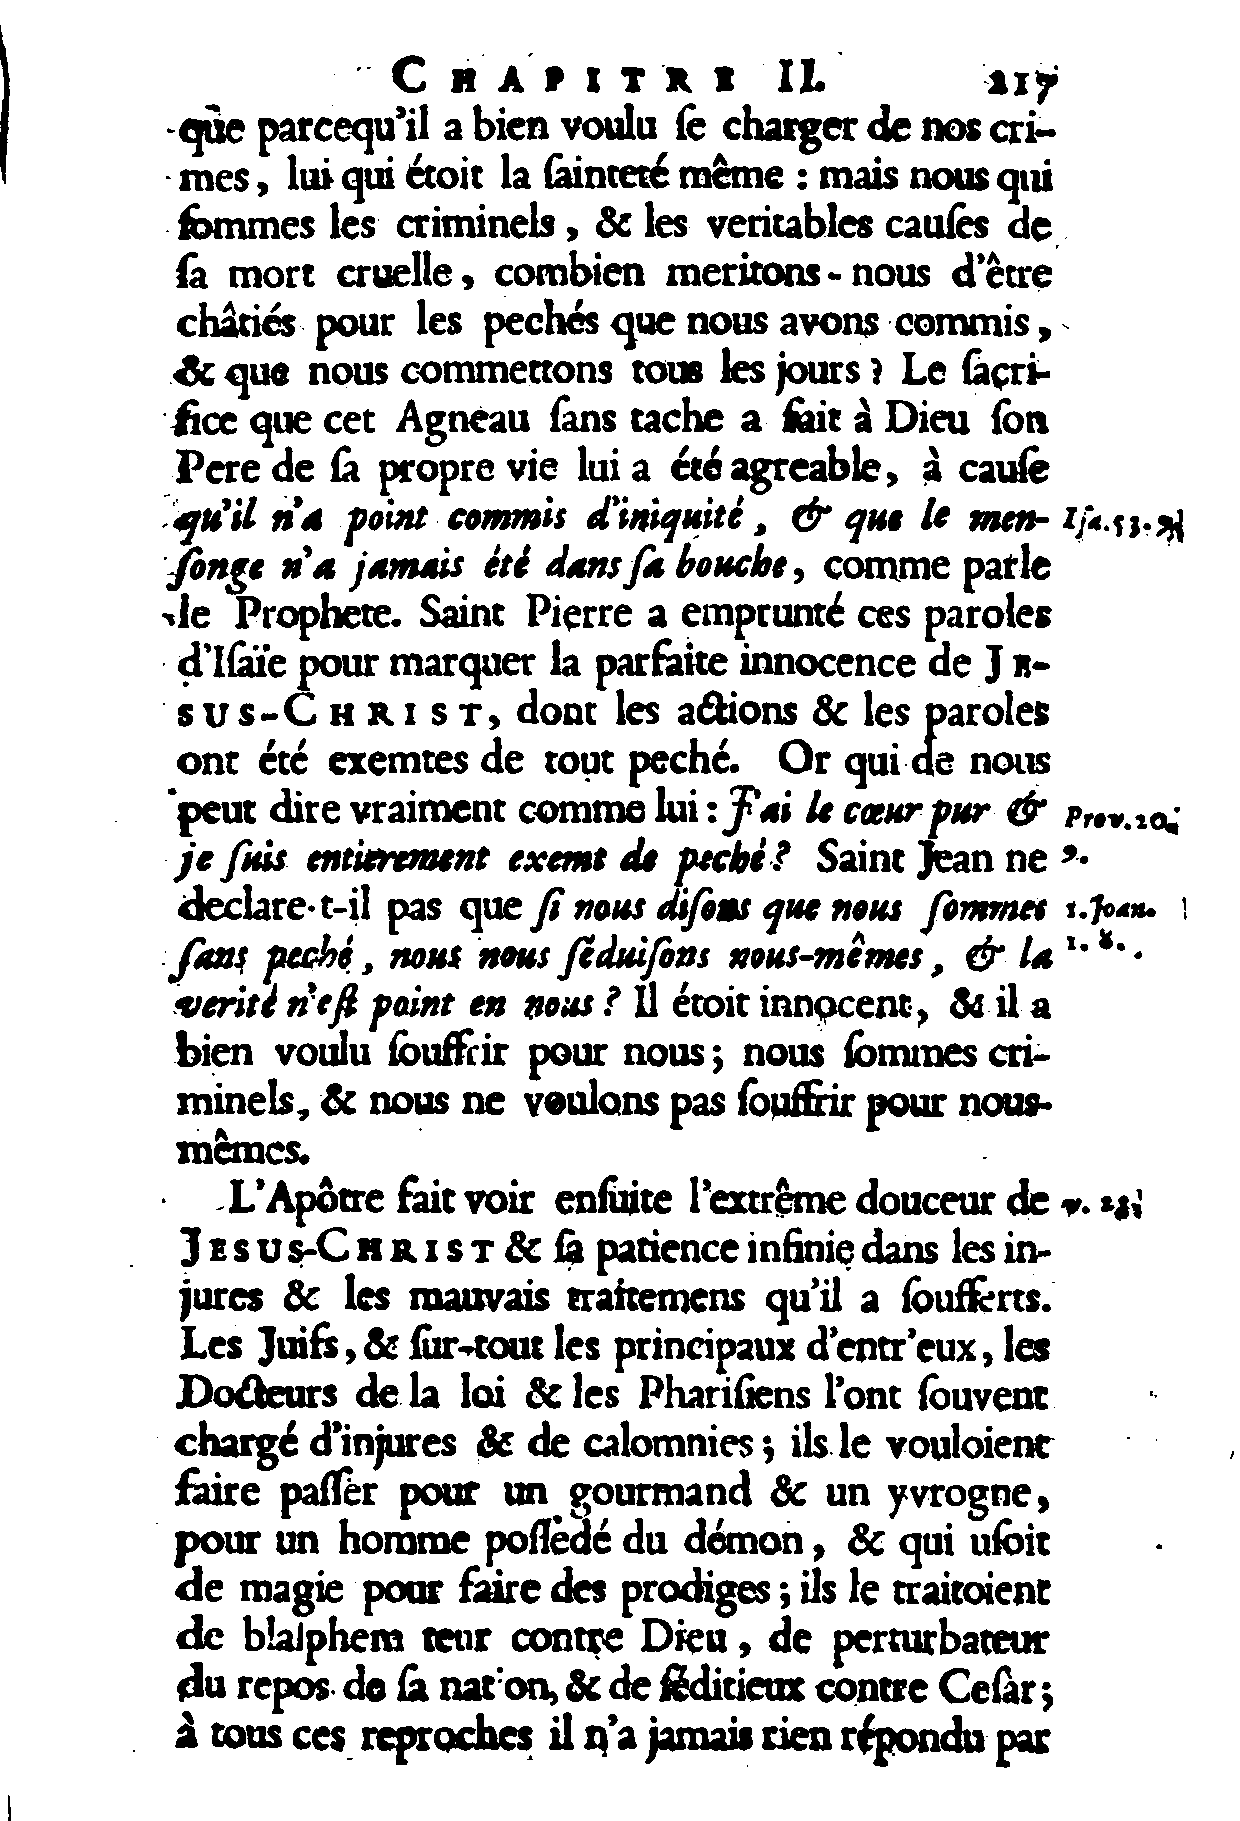 CHAPITRE II. 217
que parcequ'il a bien voulu ſe charger de nos cri-
mes, lui qui étoit la ſainteté même : mais nous qui
ſommes les criminels, & les veritables cauſes de
ſa mort cruelle, combien meritons-nous d'être
châtiés pour les pechés que nous avons commis,
& que nous commettons tous les jours ? Le ſacri-
fice que cet Agneau ſans tache a fait à Dieu ſon
Pere de ſa propre vie lui a été agreable, à cauſe
qu'il n'a point commis d'iniquité, & que le men- Iſa. 53. 9.
ſonge n'a jamais été dans ſa bouche, comme parle
le Prophete. Saint Pierre a emprunté ces paroles
d'Iſaïe pour marquer la parfaite innocence de JE-
SUS-CHRIST, dont les actions & les paroles
ont été exemtes de tout peché. Or qui de nous
peut dire vraiment comme lui : J'ai le cœur pur & Prov. 20.
je ſuis entierement exemt de peché ? Saint Jean ne 9.
declare-t-il pas que ſi nous diſons que nous ſommes 1. Joan.
ſans peché, nous nous ſéduiſons nous-mêmes, & la 1. 8.
verité n'eſt point en nous ? Il étoit innocent, & il a
bien voulu ſouffrir pour nous ; nous ſommes cri-
minels, & nous ne voulons pas ſouffrir pour nous-
mêmes.
L'Apôtre fait voir enſuite l'extrême douceur de v. 23.
JESUS-CHRIST & ſa patience infinie dans les in-
jures & les mauvais traitemens qu'il a ſoufferts.
Les Juifs, & ſur-tout les principaux d'entr'eux, les
Docteurs de la loi & les Phariſiens l'ont ſouvent
chargé d'injures & de calomnies ; ils le vouloient
faire paſſer pour un gourmand & un yvrogne,
pour un homme poſſedé du démon, & qui uſoit
de magie pour faire des prodiges ; ils le traitoient
de blaſphemateur contre Dieu, de perturbateur
du repos de ſa nation, & de ſéditieux contre Ceſar ;
à tous ces reproches il n'a jamais rien répondu par